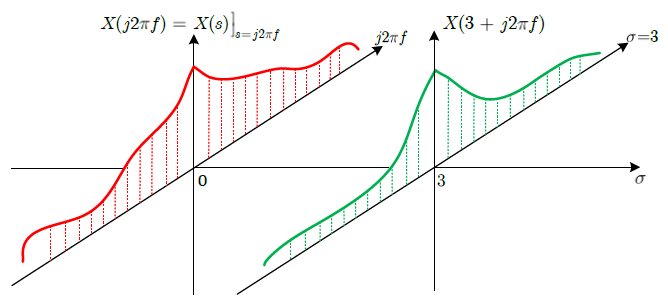 X(j2πf) = X(s)]s=j2πf
X(3 + j2πf)
j2πf
σ=3
0
3
σ